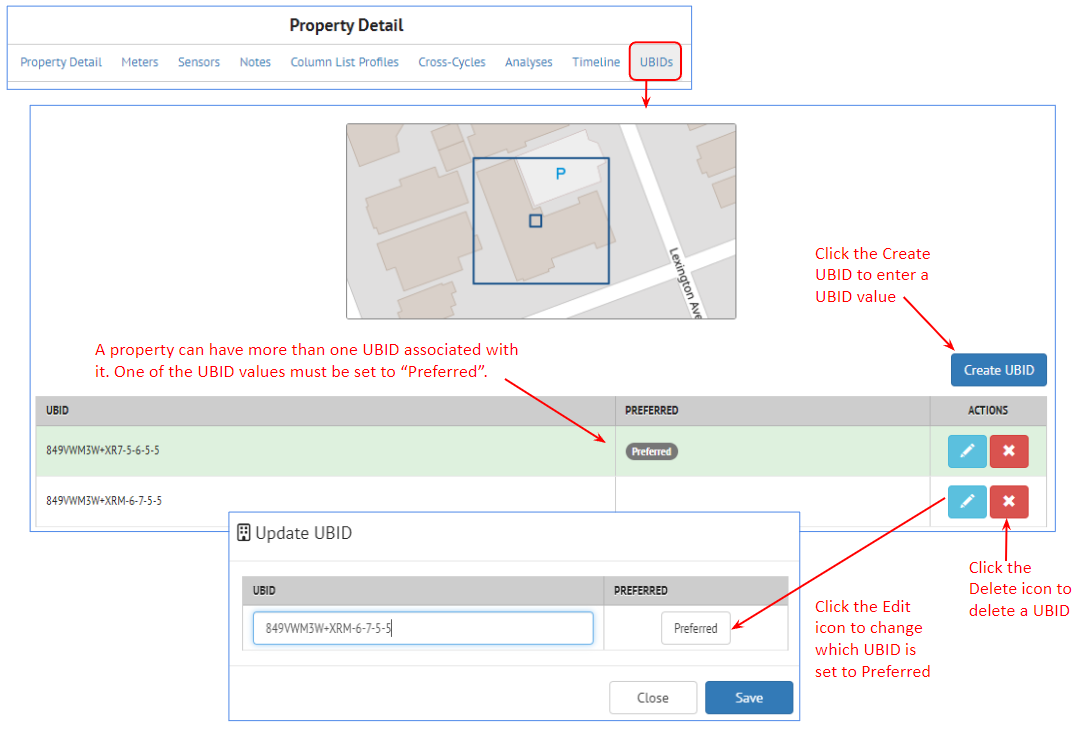 Property Detail
Property Detail Meters Sensors Notes Column List Profiles Cross-Cycles Analyses Timeline UBIDs
P
Lexington Ave
Click the Create
UBID to enter a
UBID value
A property can have more than one UBID associated with
it. One of the UBID values must be set to “Preferred”.
Create UBID
UBID PREFERRED ACTIONS
849VWM3W+XR7-5-6-5-5 Preferred
849VWM3W+XRM-6-7-5-5
Update UBID
UBID PREFERRED
849VWM3W+XRM-6-7-5-5 Preferred
Close Save
Click the Edit
icon to change
which UBID is
set to Preferred
Click the
Delete icon to
delete a UBID